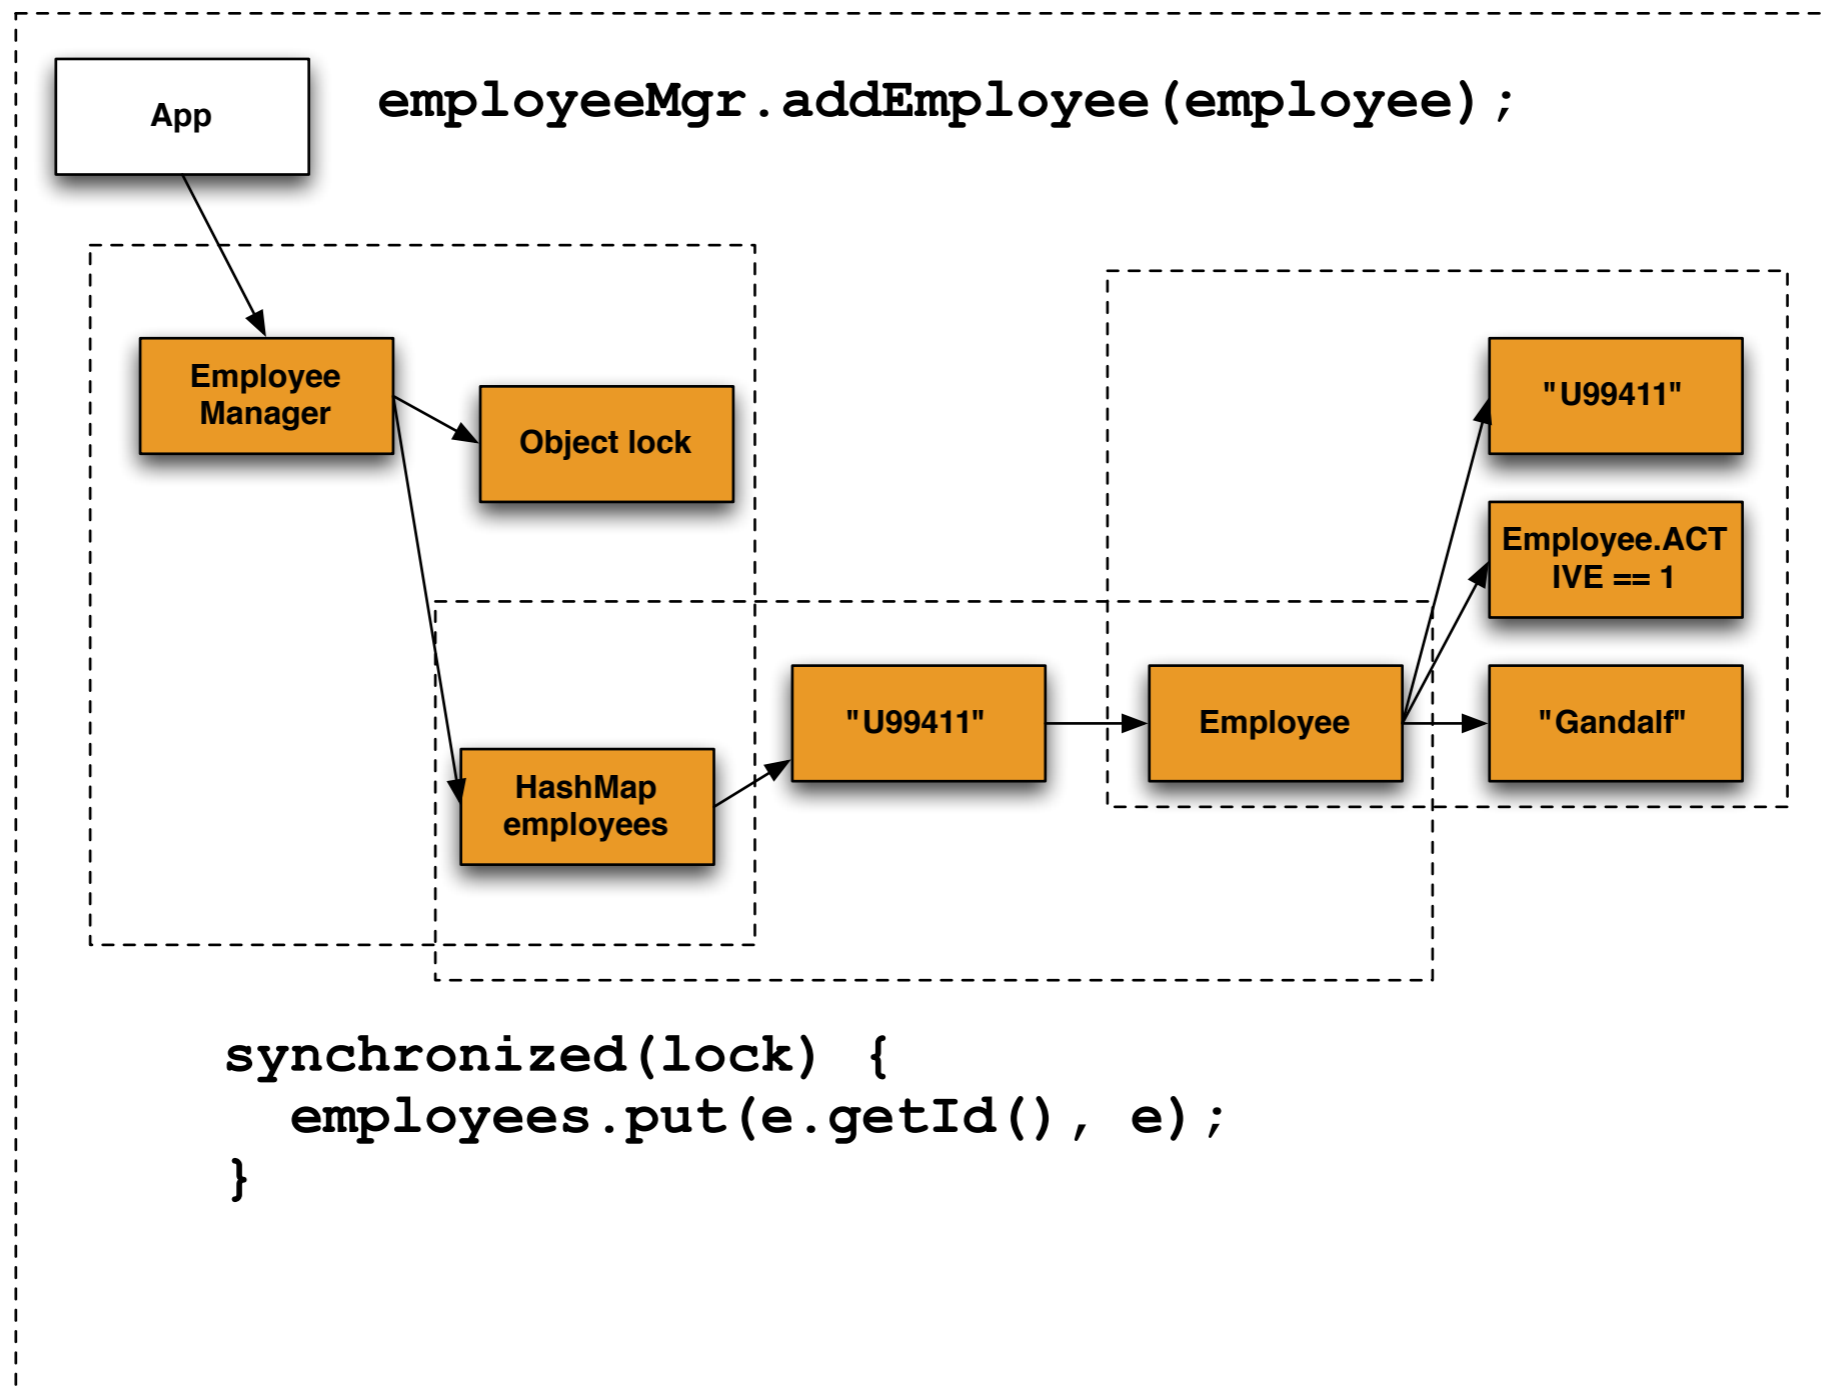 App
employeeMgr.addEmployee(employee);
Employee
Manager
Object lock
"U99411"
Employee.ACT
IVE == 1
HashMap
employees
"U99411"
Employee
"Gandalf"
synchronized(lock) {
  employees.put(e.getId(), e);
}